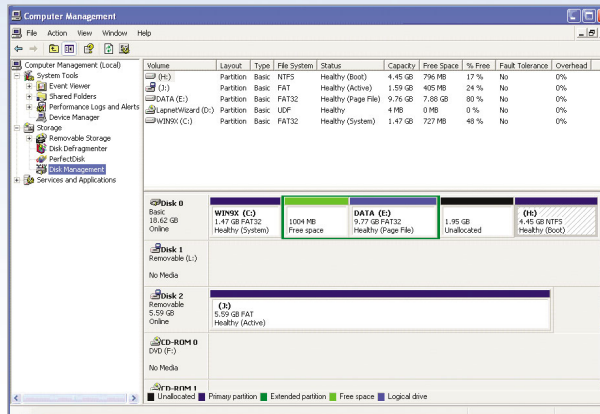 Computer Management
File Action View Window Help
Computer Management (Local)
System Tools
Event Viewer
Shared Folders
Performance Logs and Alerts
Device Manager
Storage
Removable Storage
Disk Defragmenter
PerfectDisk
Disk Management
Services and Applications
Volume Layout Type File System Status Capacity Free Space % Free Fault Tolerance Overhead
(H:) Partition Basic NTFS Healthy (Boot) 4.45 GB 796 MB 17 % No 0%
(J:) Partition Basic FAT Healthy (Active) 1.59 GB 405 MB 24 % No 0%
DATA (E:) Partition Basic FAT32 Healthy (Page File) 9.76 GB 7.88 GB 80 % No 0%
LapnetWizard (D:) Partition Basic UDF Healthy 4 MB 0 MB 0 % No 0%
WIN9X (C:) Partition Basic FAT32 Healthy (System) 1.47 GB 727 MB 48 % No 0%
Disk 0
Basic
18.62 GB
Online
WIN9X (C:)
1.47 GB FAT32
Healthy (System)
1004 MB
Free space
DATA (E:)
9.77 GB FAT32
Healthy (Page File)
1.95 GB
Unallocated
(H:)
4.45 GB NTFS
Healthy (Boot)
Disk 1
Removable (L:)
No Media
Disk 2
Removable
5.59 GB
Online
(J:)
5.59 GB FAT
Healthy (Active)
CD-ROM 0
DVD (F:)
No Media
CD-ROM 1
Unallocated Primary partition Extended partition Free space Logical drive